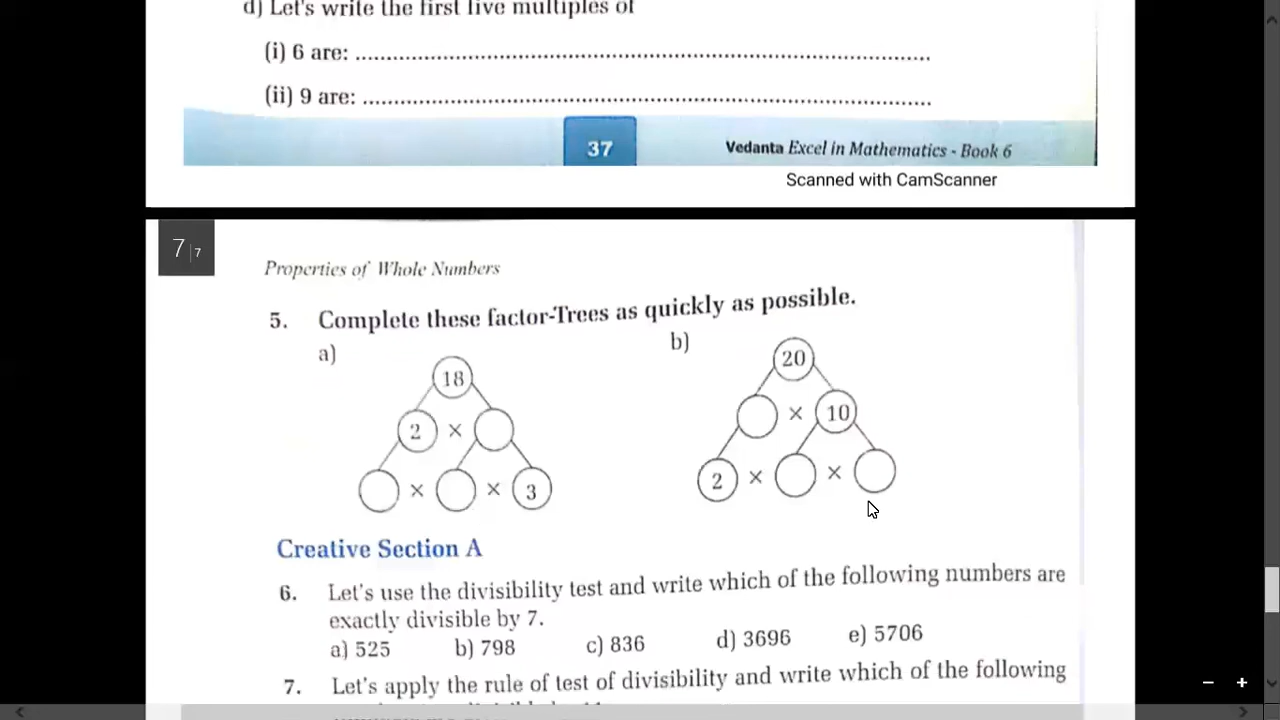 d) Let's write the first five multiples of
(i) 6 are: ..........
(ii) 9 are: ..........
37
Vedanta Excel in Mathematics - Book 6
Scanned with CamScanner
7|7
Properties of Whole Numbers
5. Complete these factor-Trees as quickly as possible.
a) b)
18 20
2 × × 10
× × 3 2 × ×
Creative Section A
6. Let's use the divisibility test and write which of the following numbers are
exactly divisible by 7.
a) 525 b) 798 c) 836 d) 3696 e) 5706
7. Let's apply the rule of test of divisibility and write which of the following